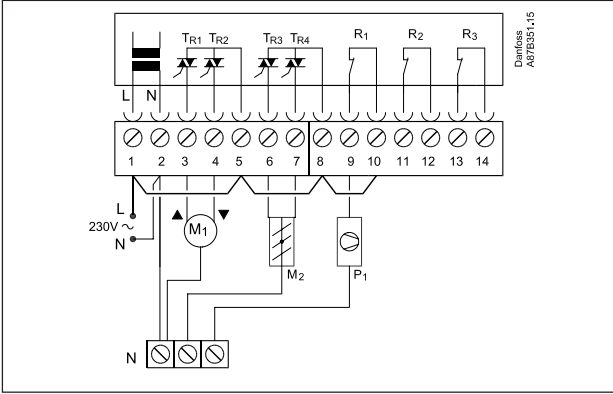 TR1 TR2 TR3 TR4 R1 R2 R3
Danfoss
A87B351.15
L N
1 2 3 4 5 6 7 8 9 10 11 12 13 14
L
230V ~
N
▲ M1 ▼
M2
P1
N